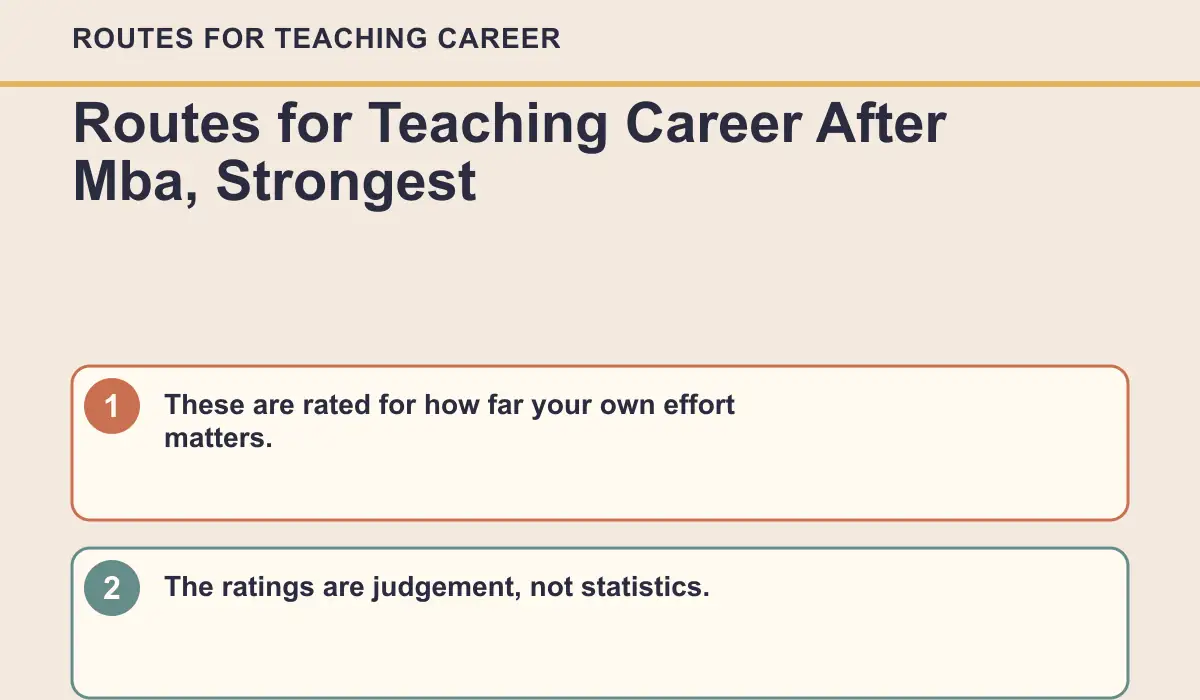 ROUTES FOR TEACHING CAREER
Routes for Teaching Career After
Mba, Strongest
1
These are rated for how far your own effort
matters.
2
The ratings are judgement, not statistics.